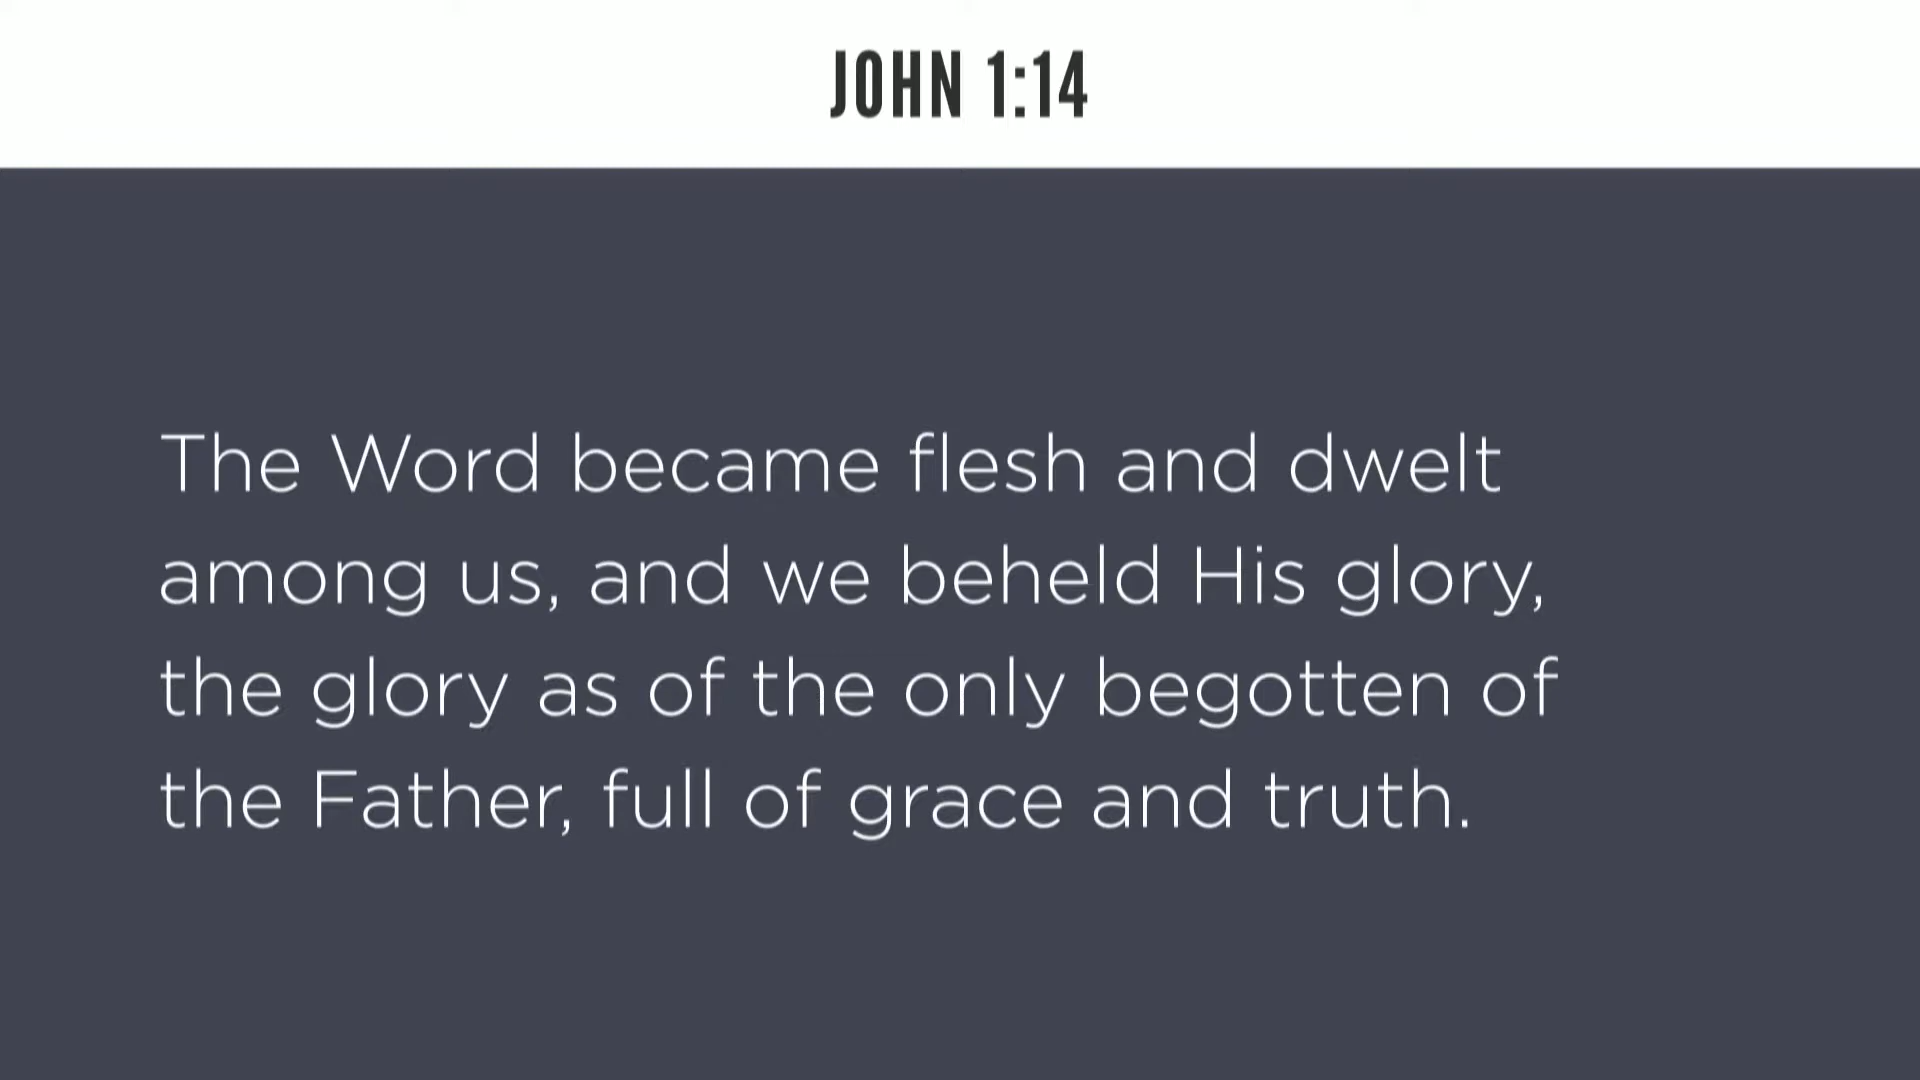 JOHN 1:14
The Word became flesh and dwelt
among us, and we beheld His glory,
the glory as of the only begotten of
the Father, full of grace and truth.